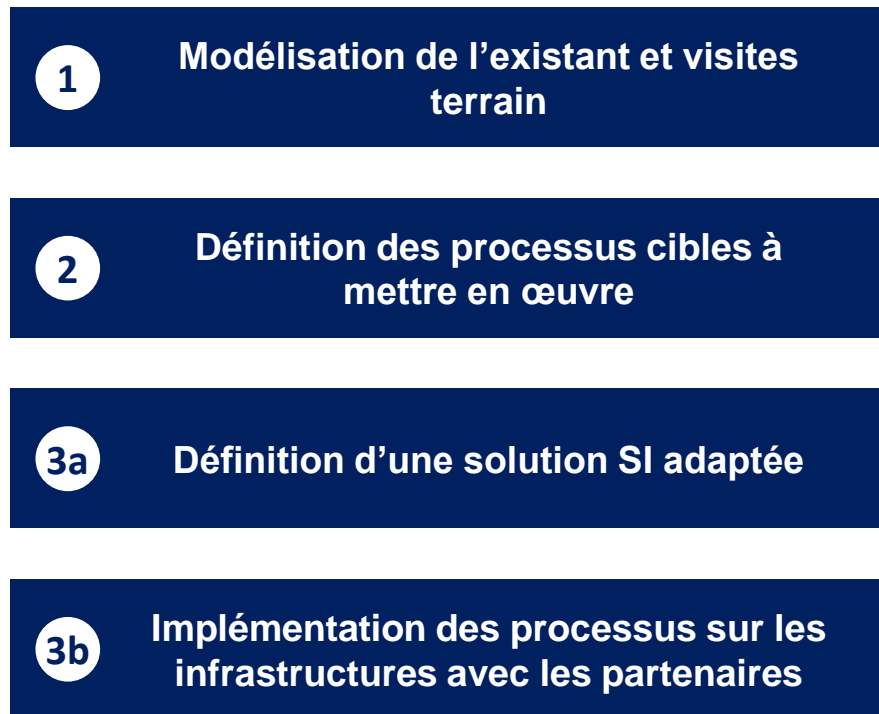 1
Modélisation de l’existant et visites
terrain
2
Définition des processus cibles à
mettre en œuvre
3a
Définition d’une solution SI adaptée
3b
Implémentation des processus sur les
infrastructures avec les partenaires